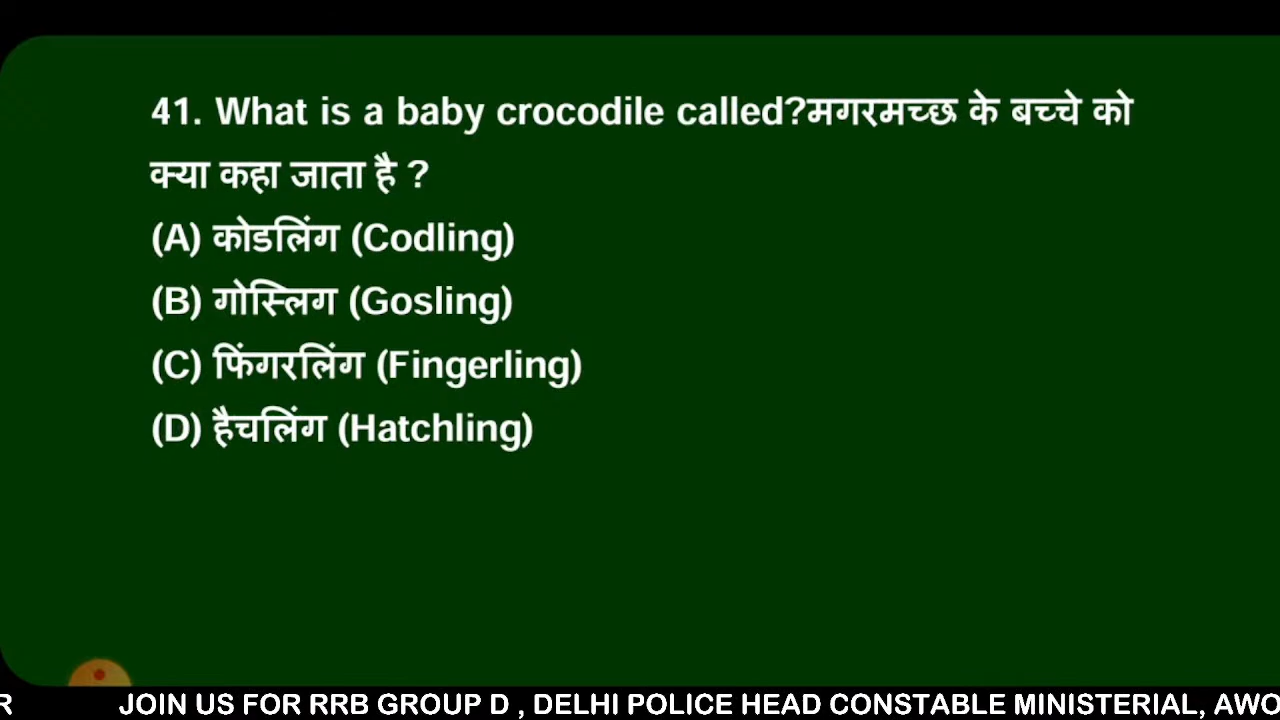 41. What is a baby crocodile called?मगरमच्छ के बच्चे को
क्या कहा जाता है ?
(A) कोडलिंग (Codling)
(B) गोस्लिग (Gosling)
(C) फिंगरलिंग (Fingerling)
(D) हैचलिंग (Hatchling)
R JOIN US FOR RRB GROUP D , DELHI POLICE HEAD CONSTABLE MINISTERIAL, AWO